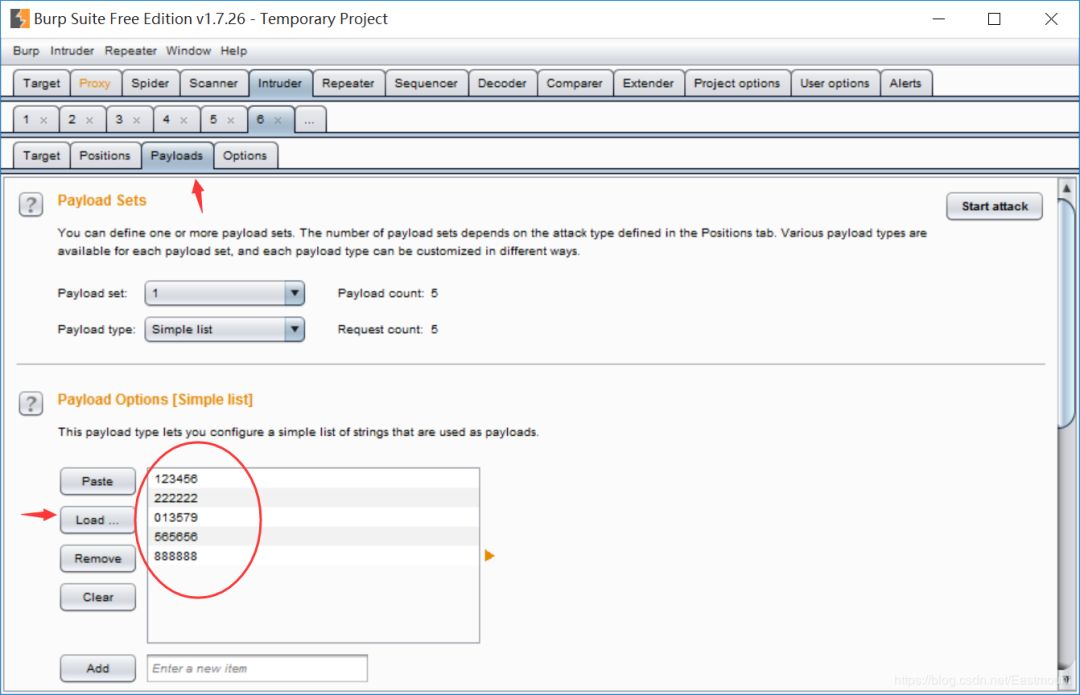 Burp Suite Free Edition v1.7.26 - Temporary Project
Burp Intruder Repeater Window Help
Target Proxy Spider Scanner Intruder Repeater Sequencer Decoder Comparer Extender Project options User options Alerts
1 × 2 × 3 × 4 × 5 × 6 × ...
Target Positions Payloads Options
? Payload Sets Start attack
You can define one or more payload sets. The number of payload sets depends on the attack type defined in the Positions tab. Various payload types are
available for each payload set, and each payload type can be customized in different ways.
Payload set: 1 Payload count: 5
Payload type: Simple list Request count: 5
? Payload Options [Simple list]
This payload type lets you configure a simple list of strings that are used as payloads.
Paste
Load ...
Remove
Clear
123456
222222
013579
565656
888888
Add Enter a new item